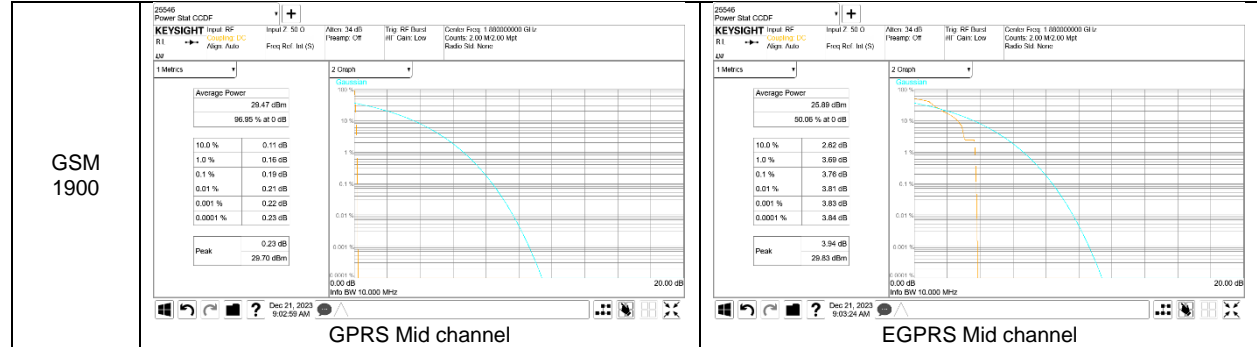 GSM
1900
25546
Power Stat CCDF
+
KEYSIGHT Input: RF Input Z: 50 Ω Atten: 34 dB Trig: RF Burst Center Freq: 1.880000000 GHz
R L Coupling: DC Preamp: Off #IF Gain: Low Counts: 2.00 M/2.00 Mpt
Align: Auto Freq Ref: Int (S) Radio Std: None
1 Metrics
2 Graph
Gaussian
Average Power
29.47 dBm
96.95 % at 0 dB
10.0 % 0.11 dB
1.0 % 0.16 dB
0.1 % 0.19 dB
0.01 % 0.21 dB
0.001 % 0.22 dB
0.0001 % 0.23 dB
Peak
0.23 dB
29.70 dBm
100 %
10 %
1 %
0.1 %
0.01 %
0.001 %
0.0001 %
0.00 dB 20.00 dB
Info BW 10.000 MHz
Dec 21, 2023
9:02:59 AM
GPRS Mid channel
25546
Power Stat CCDF
+
KEYSIGHT Input: RF Input Z: 50 Ω Atten: 34 dB Trig: RF Burst Center Freq: 1.880000000 GHz
R L Coupling: DC Preamp: Off #IF Gain: Low Counts: 2.00 M/2.00 Mpt
Align: Auto Freq Ref: Int (S) Radio Std: None
1 Metrics
2 Graph
Gaussian
Average Power
25.89 dBm
50.06 % at 0 dB
10.0 % 2.62 dB
1.0 % 3.69 dB
0.1 % 3.76 dB
0.01 % 3.81 dB
0.001 % 3.83 dB
0.0001 % 3.84 dB
Peak
3.94 dB
29.83 dBm
100 %
10 %
1 %
0.1 %
0.01 %
0.001 %
0.0001 %
0.00 dB 20.00 dB
Info BW 10.000 MHz
Dec 21, 2023
9:03:24 AM
EGPRS Mid channel